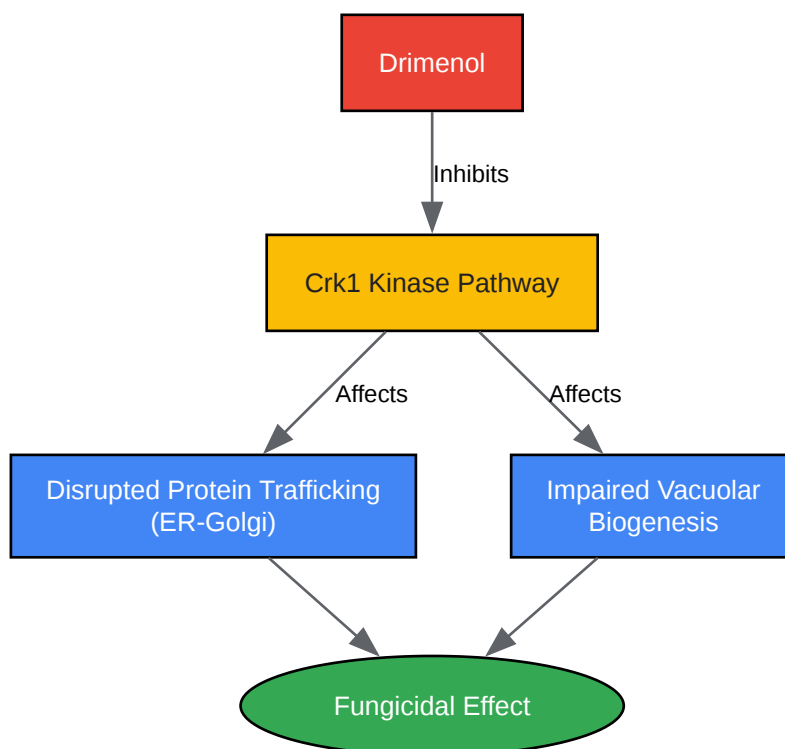 Drimenol
Inhibits
Crk1 Kinase Pathway
Affects
Affects
Disrupted Protein Trafficking
(ER-Golgi)
Impaired Vacuolar
Biogenesis
Fungicidal Effect